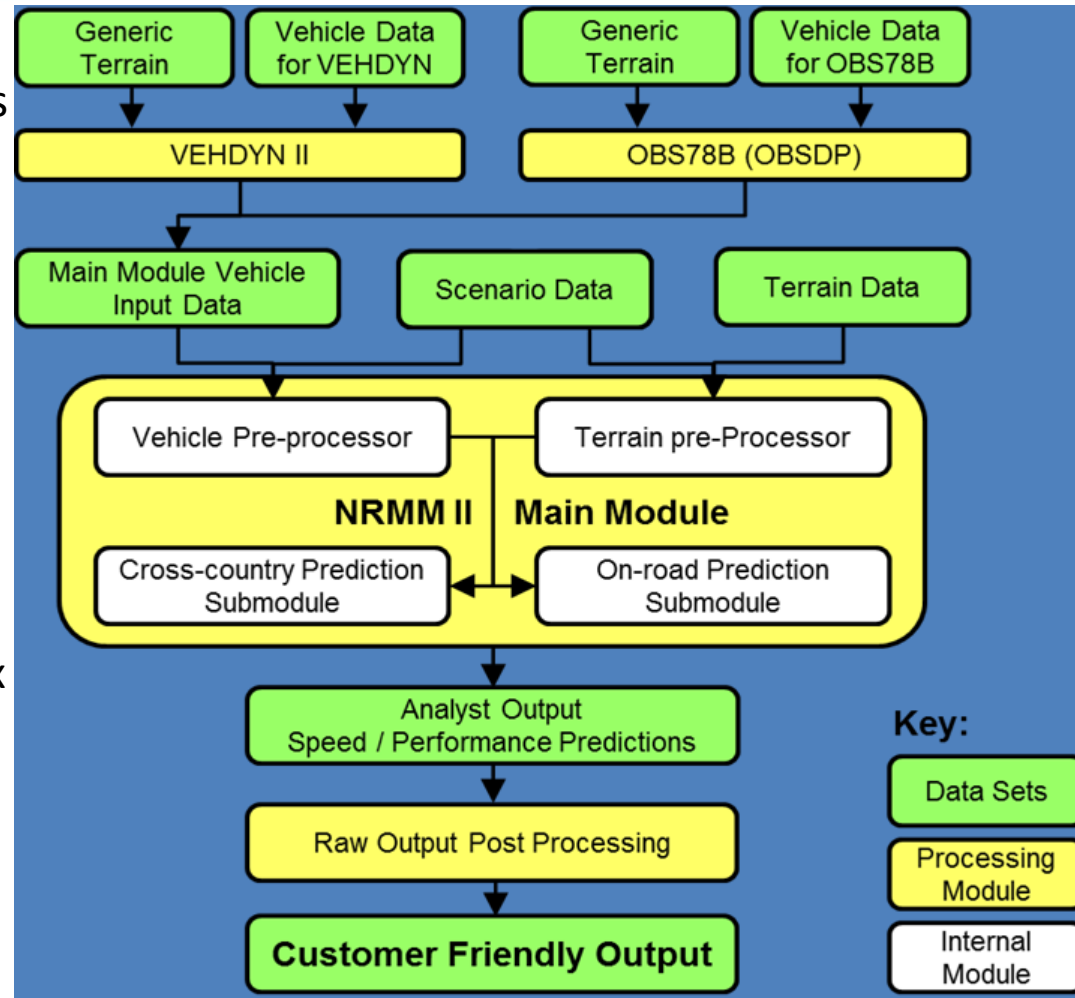 Generic
Terrain
Vehicle Data
for VEHDYN
Generic
Terrain
Vehicle Data
for OBS78B
s
VEHDYN II
OBS78B (OBSDP)
Main Module Vehicle
Input Data
Scenario Data
Terrain Data
Vehicle Pre-processor
Terrain pre-Processor
NRMM II Main Module
Cross-country Prediction
Submodule
On-road Prediction
Submodule
x
Analyst Output
Speed / Performance Predictions
Raw Output Post Processing
Customer Friendly Output
Key:
Data Sets
Processing
Module
Internal
Module